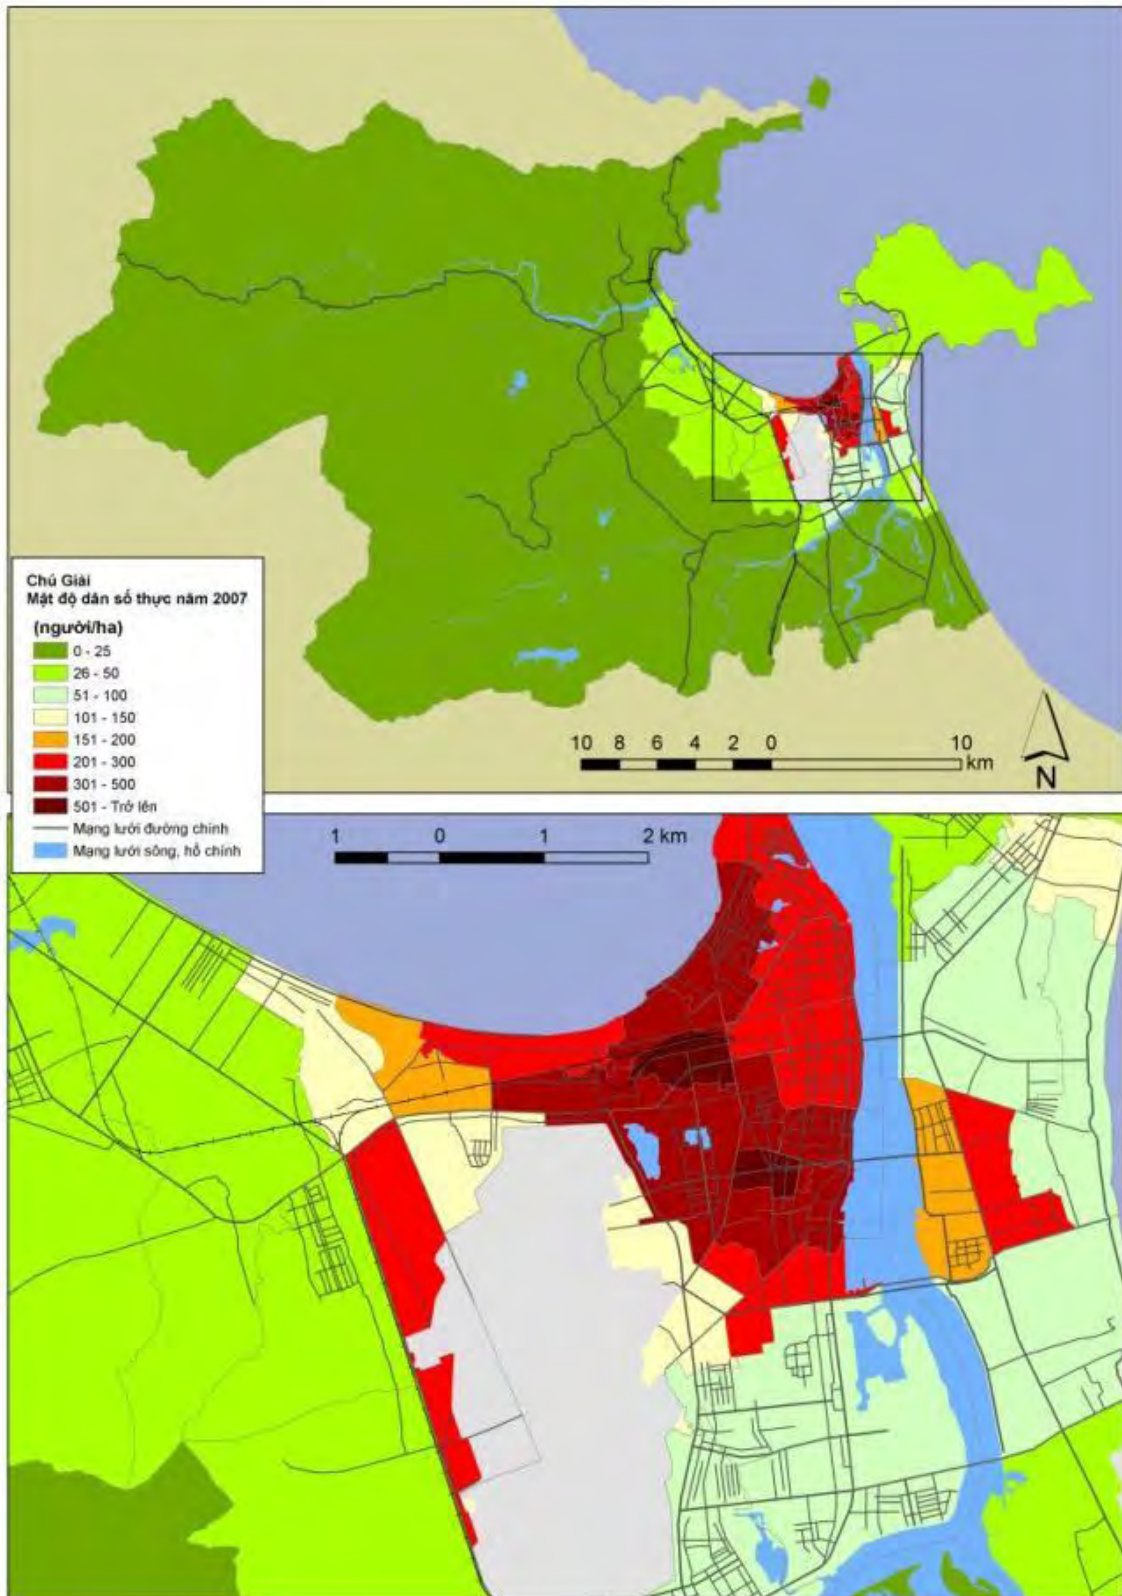 Chú Giải
Mật độ dân số thực năm 2007
(người/ha)
0 - 25
26 - 50
51 - 100
101 - 150
151 - 200
201 - 300
301 - 500
501 - Trở lên
Mạng lưới đường chính
Mạng lưới sông, hồ chính
10 8 6 4 2 0 10
km
N
1 0 1 2 km